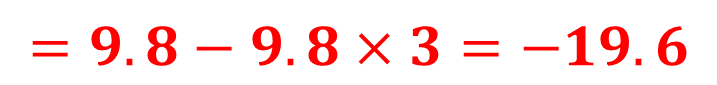 = 9.8 − 9.8 × 3 = −19.6